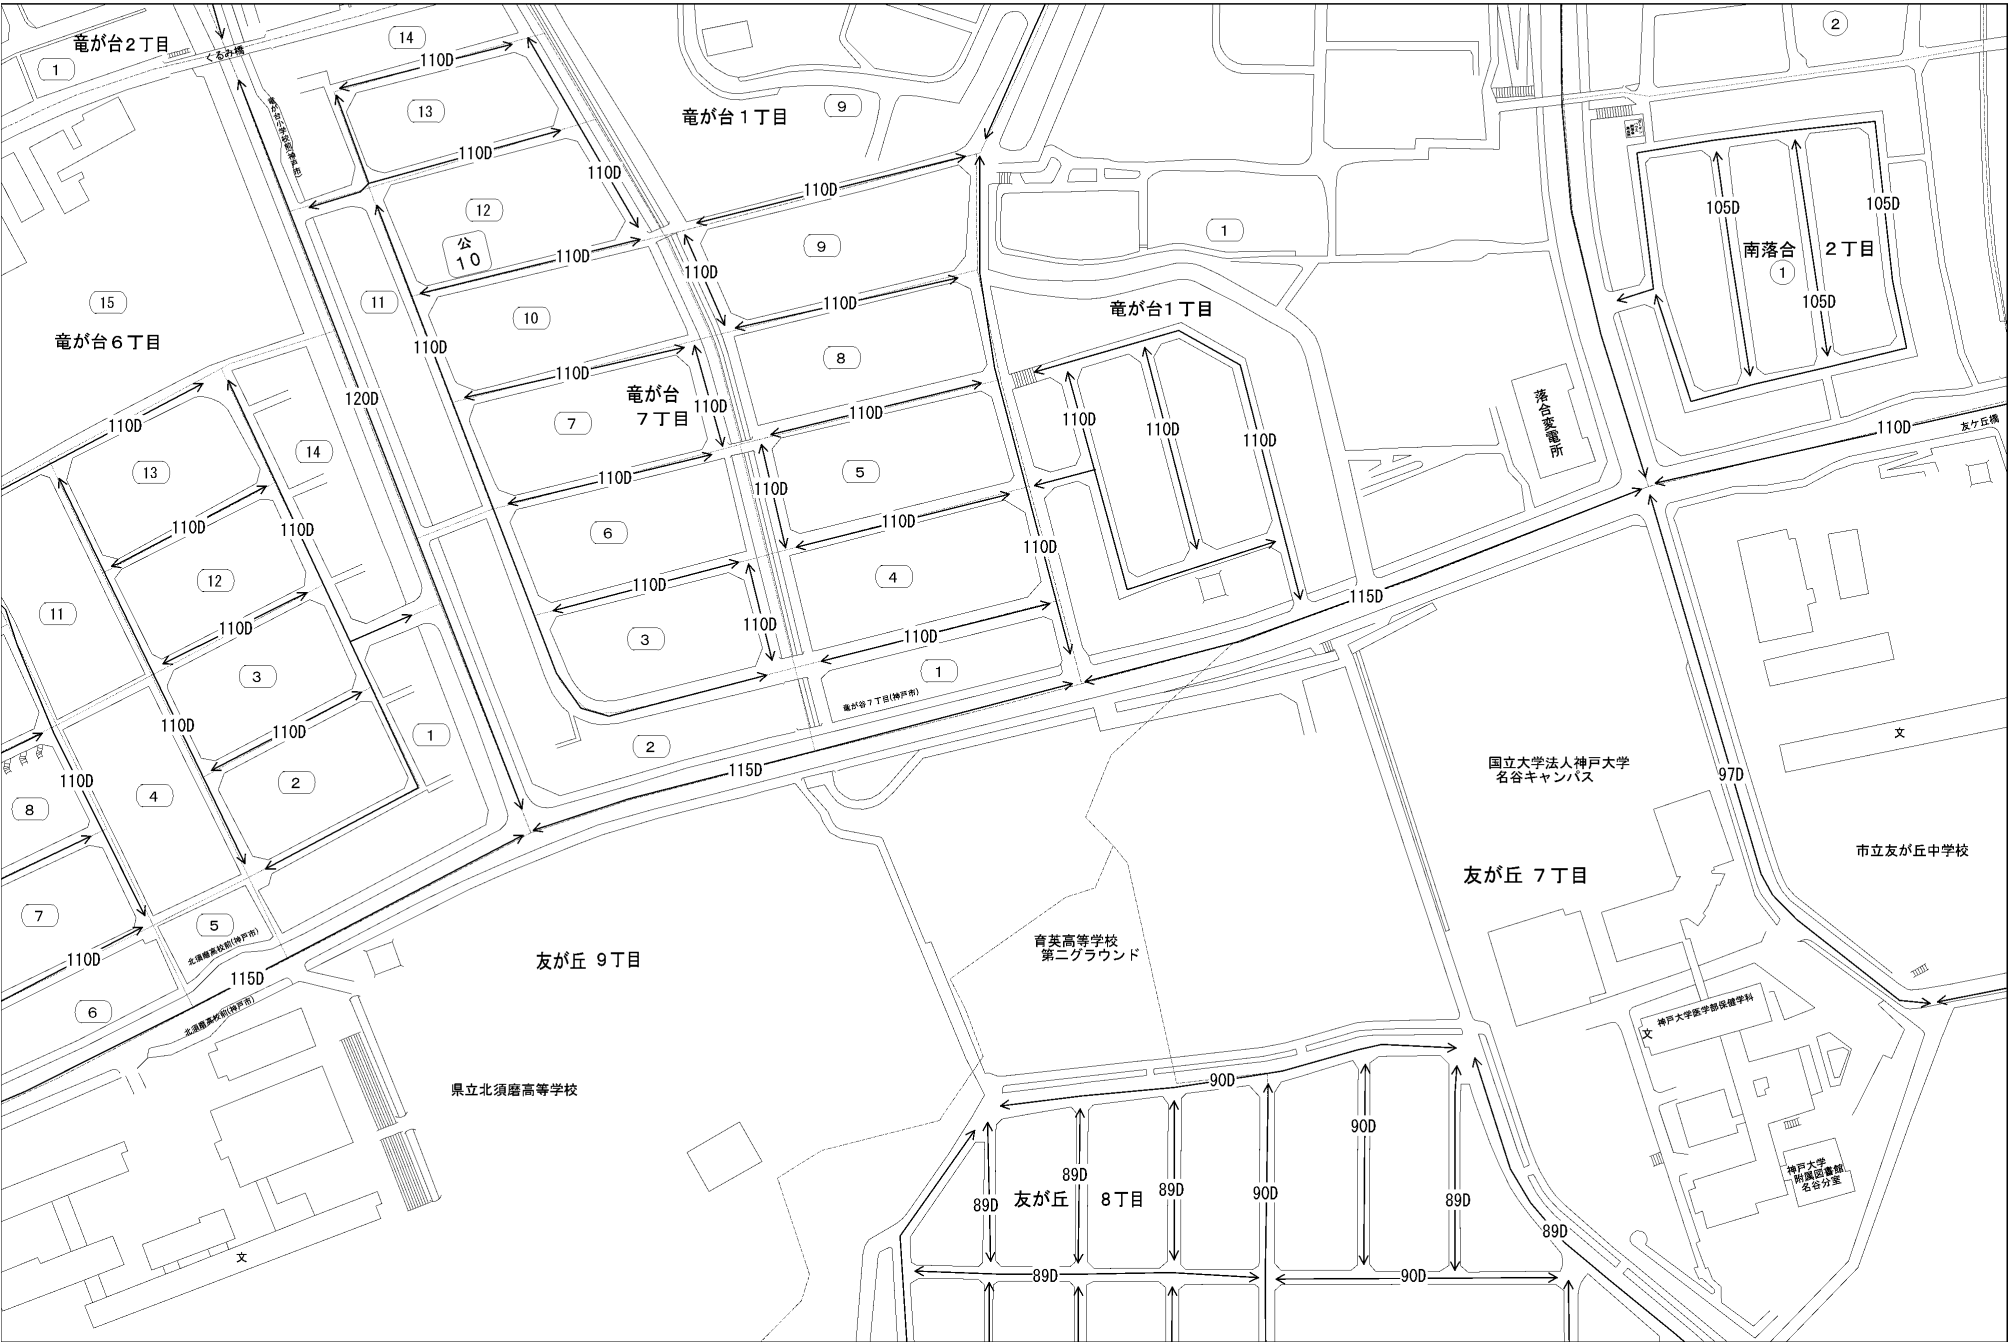 竜が台2丁目
1
くるみ橋
14
110D
13
竜が台小学校前(神戸市)
110D
110D
12
公
10
110D
11
10
110D
15
竜が台6丁目
120D
110D
竜が台
7丁目
7
110D
110D
6
110D
3
110D
110D
110D
竜が台1丁目
9
110D
9
110D
8
110D
5
110D
110D
4
110D
110D
1
竜が谷7丁目(神戸市)
2
115D
110D
1
竜が台1丁目
110D
110D
110D
115D
落合変電所
2
105D
105D
105D
南落合
2丁目
1
110D
友ケ丘橋
110D
13
14
110D
110D
12
11
110D
3
110D
110D
1
2
4
110D
8
7
5
北須磨高校前(神戸市)
110D
115D
6
北須磨高校前(神戸市)
友が丘 9丁目
県立北須磨高等学校
文
育英高等学校
第二グラウンド
国立大学法人神戸大学
名谷キャンパス
97D
文
市立友が丘中学校
友が丘 7丁目
神戸大学医学部保健学科
文
神戸大学
附属図書館
名谷分室
90D
90D
89D
89D
89D
90D
89D
89D
友が丘
8丁目
89D
90D